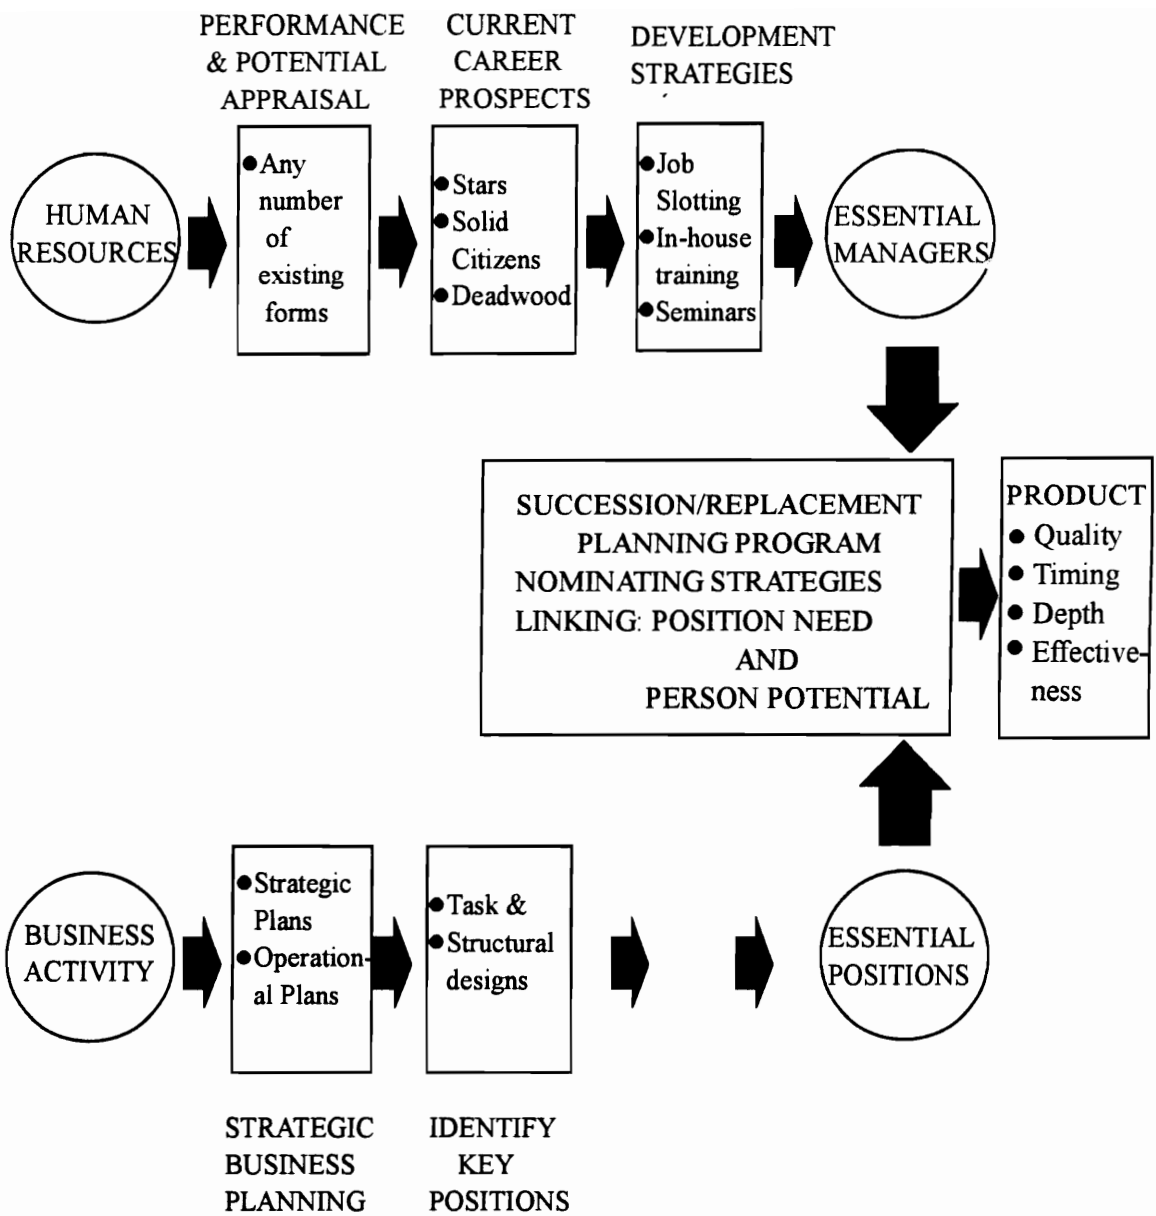 PERFORMANCE
& POTENTIAL
APPRAISAL
CURRENT
CAREER
PROSPECTS
DEVELOPMENT
STRATEGIES
HUMAN
RESOURCES
● Any
number
of
existing
forms
● Stars
● Solid
Citizens
● Deadwood
● Job
Slotting
● In-house
training
● Seminars
ESSENTIAL
MANAGERS
SUCCESSION/REPLACEMENT
PLANNING PROGRAM
NOMINATING STRATEGIES
LINKING: POSITION NEED
AND
PERSON POTENTIAL
PRODUCT
● Quality
● Timing
● Depth
● Effective-
ness
BUSINESS
ACTIVITY
● Strategic
Plans
● Operation-
al Plans
● Task &
● Structural
designs
ESSENTIAL
POSITIONS
STRATEGIC
BUSINESS
PLANNING
IDENTIFY
KEY
POSITIONS